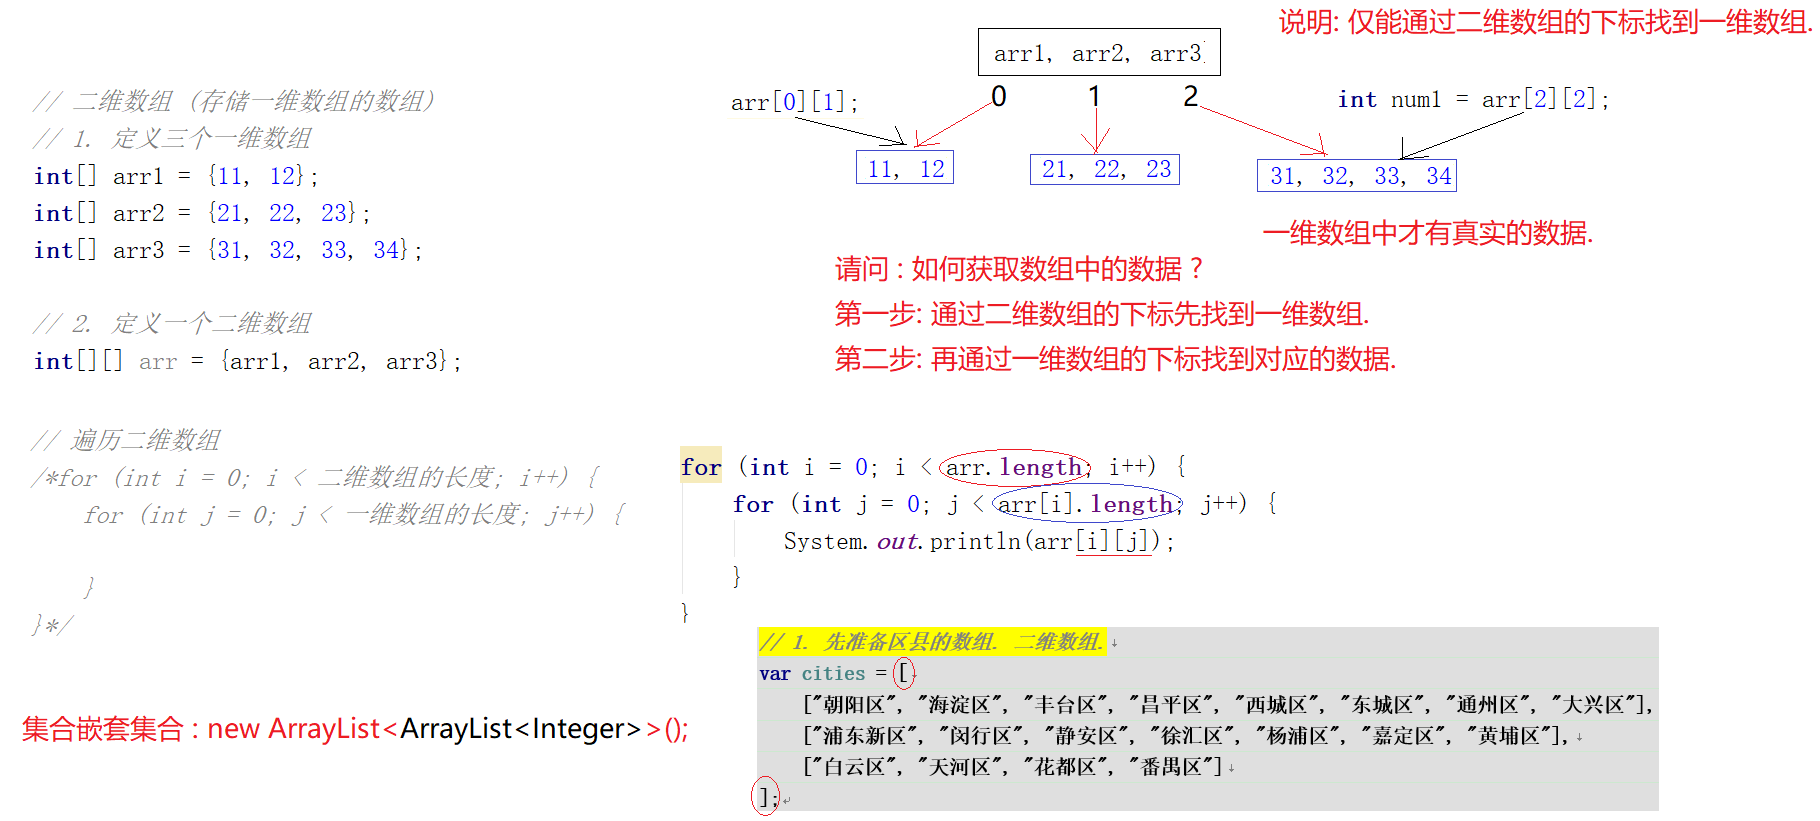 说明: 仅能通过二维数组的下标找到一维数组.
arr1, arr2, arr3
0 1 2
arr[0][1];
int num1 = arr[2][2];
11, 12
21, 22, 23
31, 32, 33, 34
一维数组中才有真实的数据.
请问 : 如何获取数组中的数据 ?
第一步: 通过二维数组的下标先找到一维数组.
第二步: 再通过一维数组的下标找到对应的数据.
// 二维数组 (存储一维数组的数组)
// 1. 定义三个一维数组
int[] arr1 = {11, 12};
int[] arr2 = {21, 22, 23};
int[] arr3 = {31, 32, 33, 34};
// 2. 定义一个二维数组
int[][] arr = {arr1, arr2, arr3};
// 遍历二维数组
/*for (int i = 0; i < 二维数组的长度; i++) {
for (int j = 0; j < 一维数组的长度; j++) {
}
}*/
for (int i = 0; i < arr.length; i++) {
for (int j = 0; j < arr[i].length; j++) {
System.out.println(arr[i][j]);
}
}
集合嵌套集合 : new ArrayList<ArrayList<Integer>>();
// 1. 先准备区县的数组. 二维数组.
var cities = [
["朝阳区", "海淀区", "丰台区", "昌平区", "西城区", "东城区", "通州区", "大兴区"],
["浦东新区", "闵行区", "静安区", "徐汇区", "杨浦区", "嘉定区", "黄埔区"],
["白云区", "天河区", "花都区", "番禺区"]
];